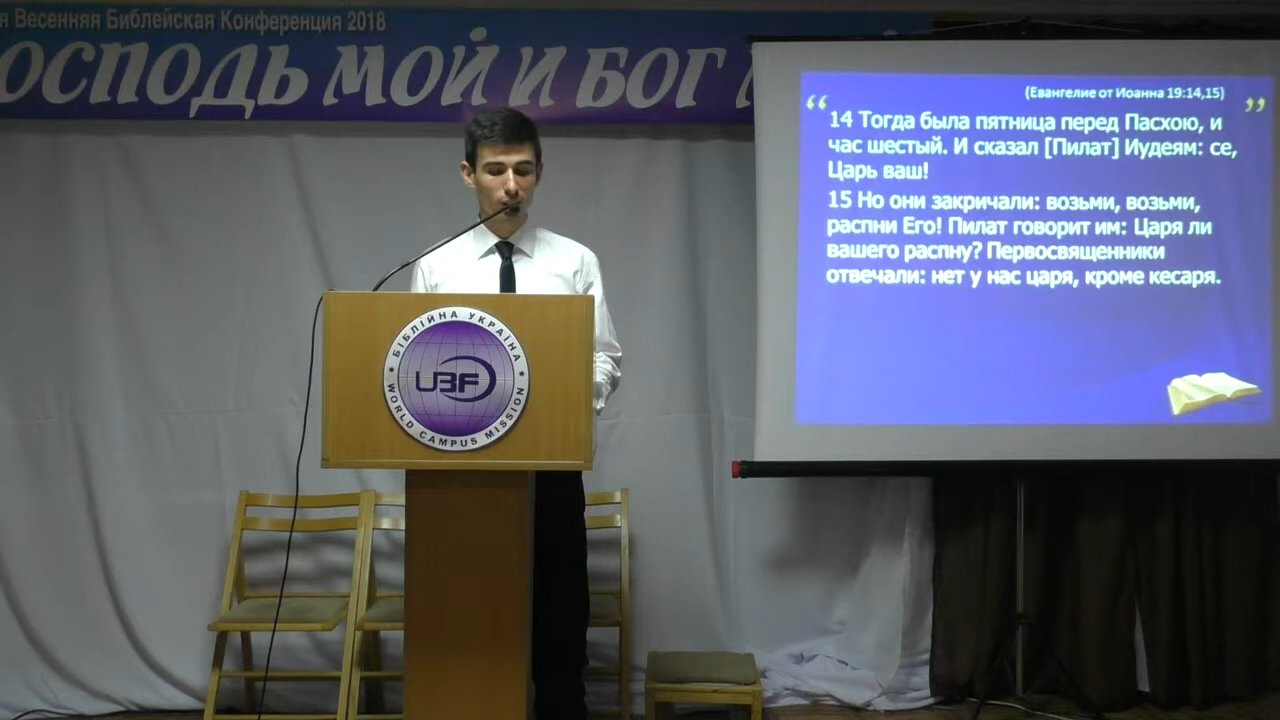 я Весенняя Библейская Конференция 2018
ОСПОДЬ МОЙ И БОГ
(Евангелие от Иоанна 19:14,15)
“ ”
14 Тогда была пятница перед Пасхою, и
час шестый. И сказал [Пилат] Иудеям: се,
Царь ваш!
15 Но они закричали: возьми, возьми,
распни Его! Пилат говорит им: Царя ли
вашего распну? Первосвященники
отвечали: нет у нас царя, кроме кесаря.
БІБЛІЙНА УКРАЇНА
UBF
WORLD CAMPUS MISSION